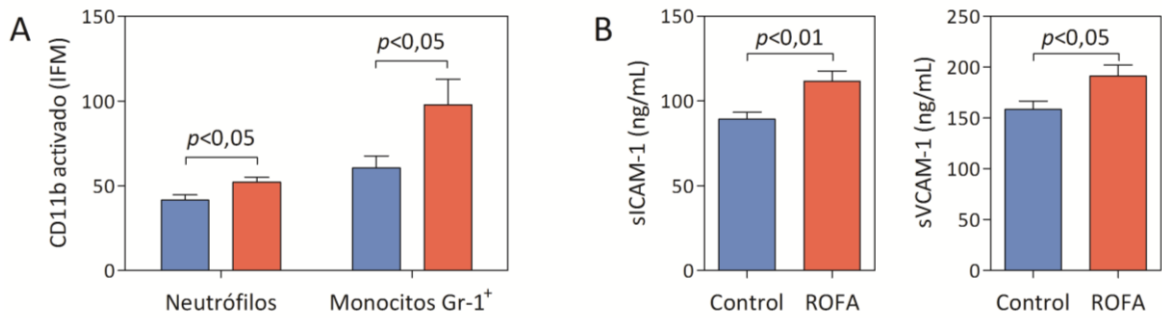 A
CD11b activado (IFM)
150
100
50
0
p<0,05
p<0,05
Neutrófilos
Monocitos Gr-1⁺
B
sICAM-1 (ng/mL)
150
100
50
0
p<0,01
Control
ROFA
sVCAM-1 (ng/mL)
250
200
150
100
50
0
p<0,05
Control
ROFA